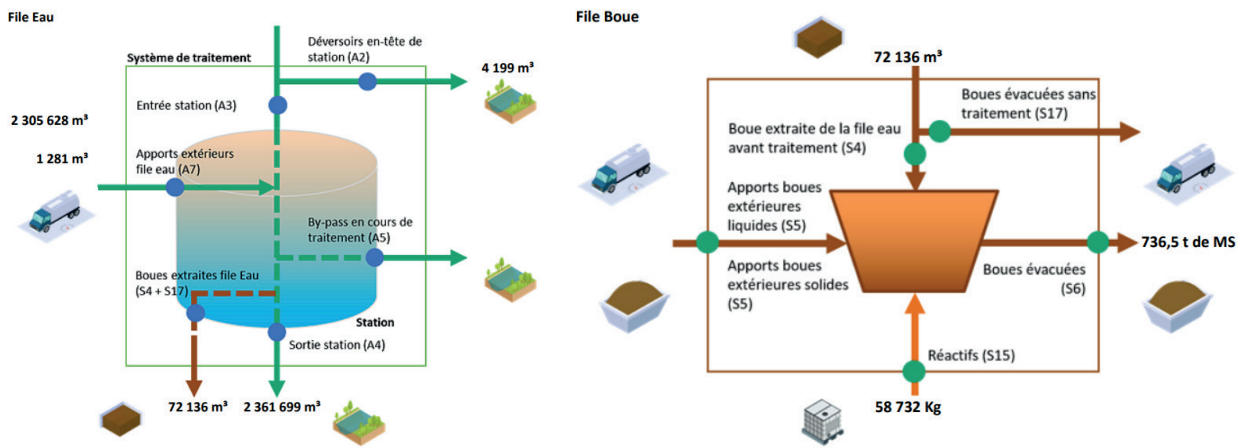 File Eau
Déversoirs en-tête de
station (A2)
Système de traitement
4 199 m³
Entrée station (A3)
2 305 628 m³
1 281 m³
Apports extérieurs
file eau (A7)
By-pass en cours de
traitement (A5)
Boues extraites file Eau
(S4 + S17)
Station
Sortie station (A4)
72 136 m³
2 361 699 m³
File Boue
72 136 m³
Boues évacuées sans
traitement (S17)
Boue extraite de la file eau
avant traitement (S4)
Apports boues
extérieures
liquides (S5)
Apports boues
extérieures solides
(S5)
736,5 t de MS
Boues évacuées
(S6)
Réactifs (S15)
58 732 Kg